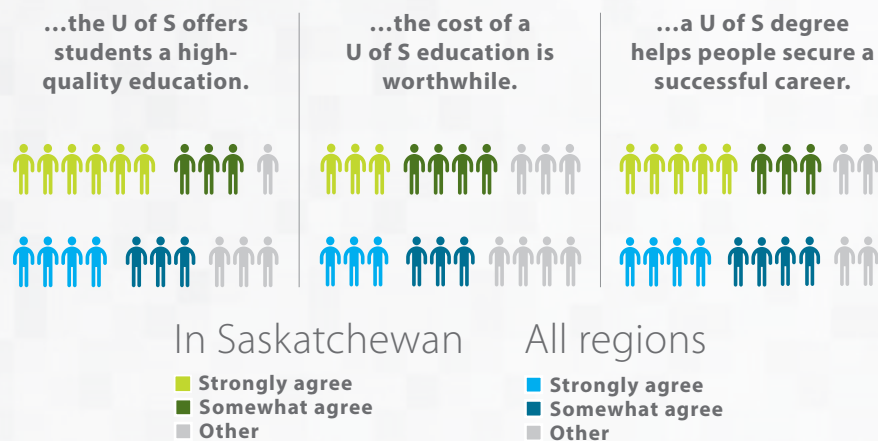 …the U of S offers
students a high-
quality education.
…the cost of a
U of S education is
worthwhile.
…a U of S degree
helps people secure a
successful career.
In Saskatchewan
Strongly agree
Somewhat agree
Other
All regions
Strongly agree
Somewhat agree
Other